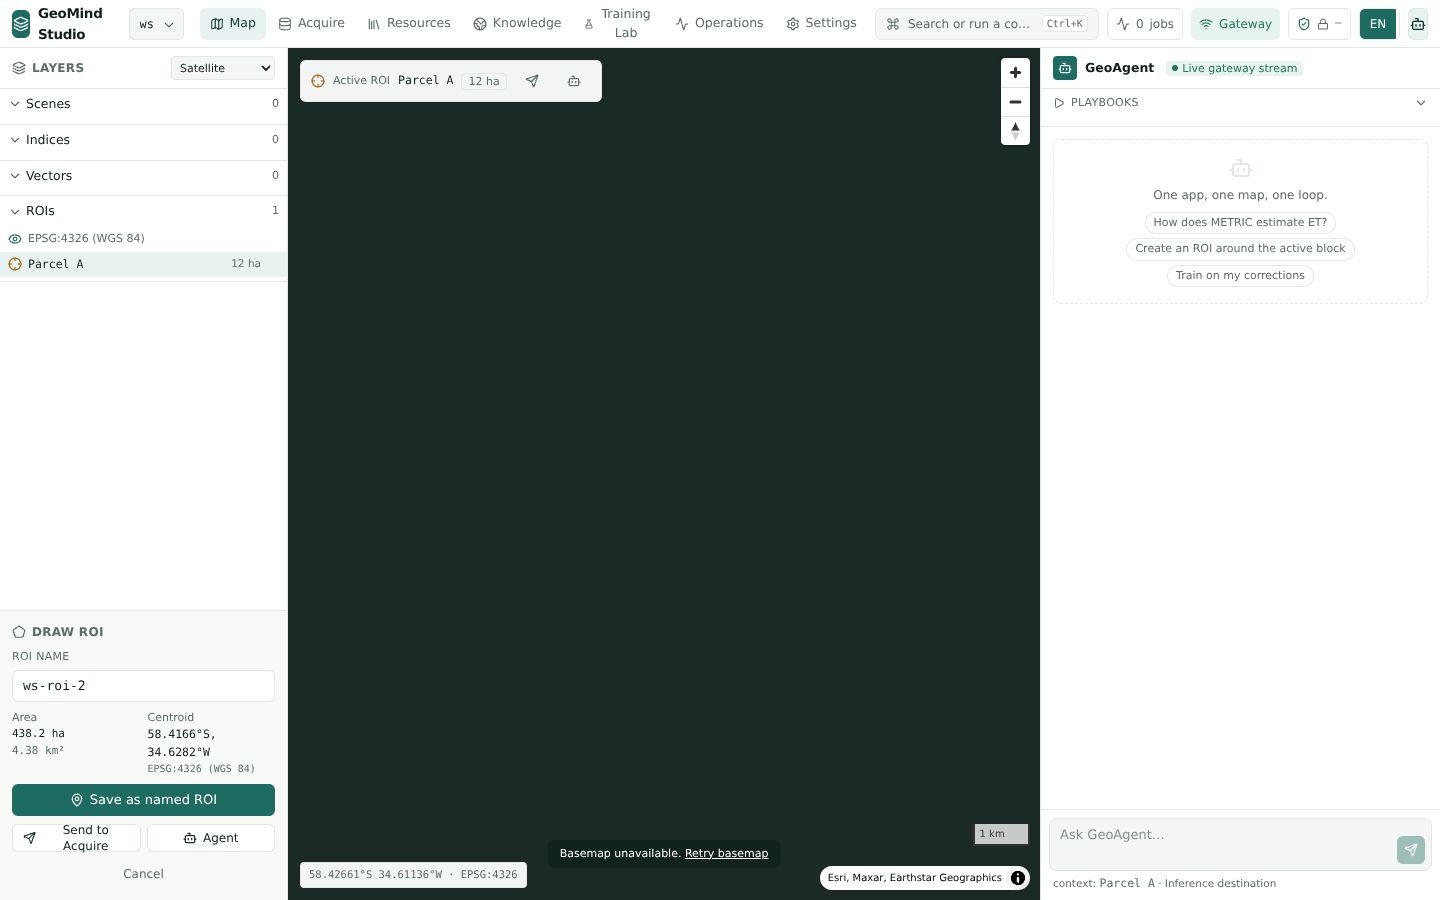 GeoMind Studio
ws
Map
Acquire
Resources
Knowledge
Training Lab
Operations
Settings
Search or run a co...
Ctrl+K
0 jobs
Gateway
–
EN
LAYERS
Satellite
Scenes 0
Indices 0
Vectors 0
ROIs 1
EPSG:4326 (WGS 84)
Parcel A 12 ha
DRAW ROI
ROI NAME
ws-roi-2
Area
438.2 ha
4.38 km²
Centroid
58.4166°S,
34.6282°W
EPSG:4326 (WGS 84)
Save as named ROI
Send to Acquire
Agent
Cancel
Active ROI Parcel A 12 ha
1 km
Basemap unavailable. Retry basemap
58.42661°S 34.61136°W · EPSG:4326
Esri, Maxar, Earthstar Geographics
GeoAgent
Live gateway stream
PLAYBOOKS
One app, one map, one loop.
How does METRIC estimate ET?
Create an ROI around the active block
Train on my corrections
Ask GeoAgent...
context: Parcel A · Inference destination